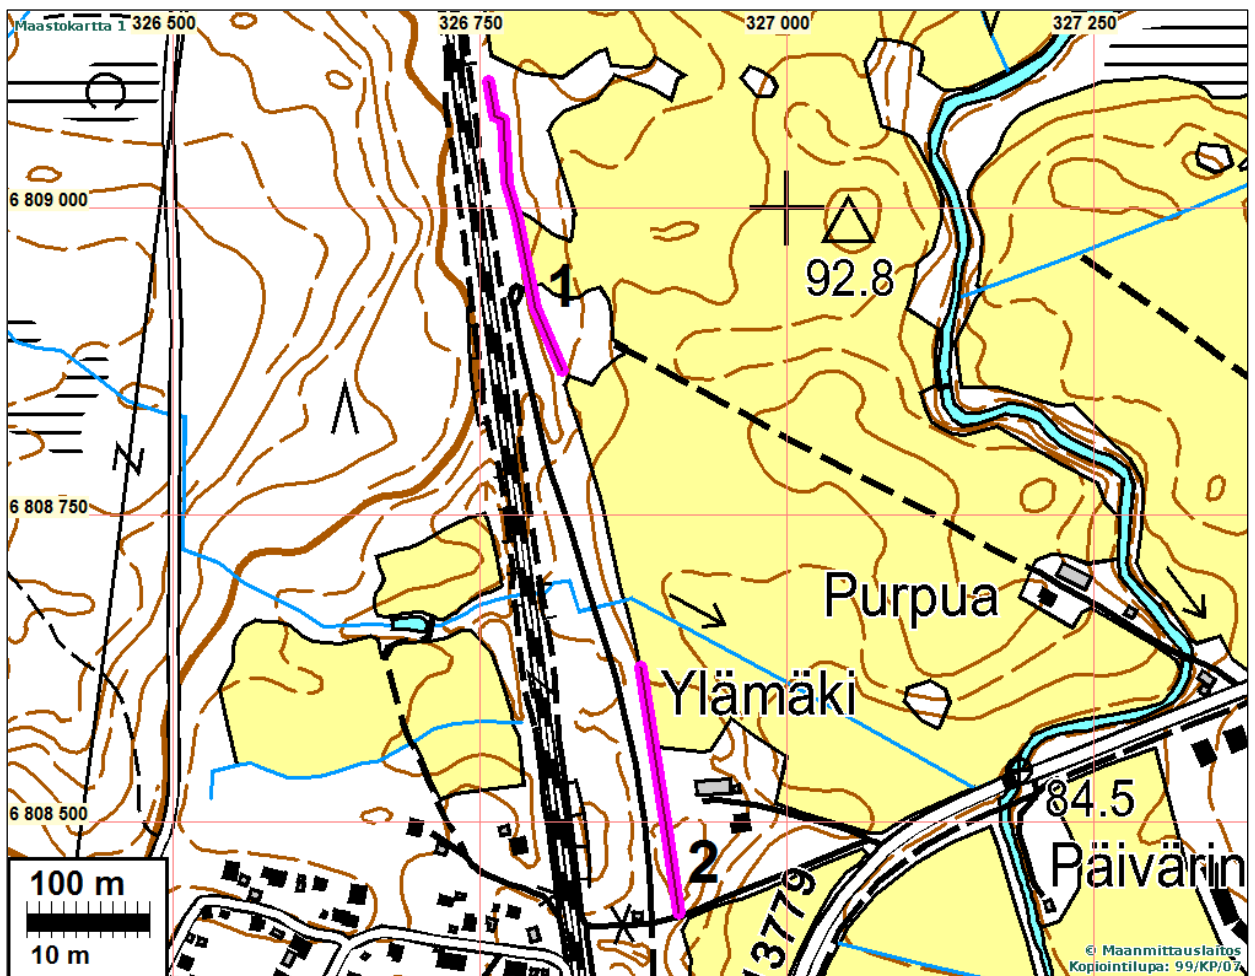 Maastokartta 1
326 500
326 750
327 000
327 250
6 809 000
1
92.8
6 808 750
Purpua
Ylämäki
6 808 500
84.5
2
Päivärin
13779
100 m
10 m
© Maanmittauslaitos
Kopiointilupa: 99/KP/07